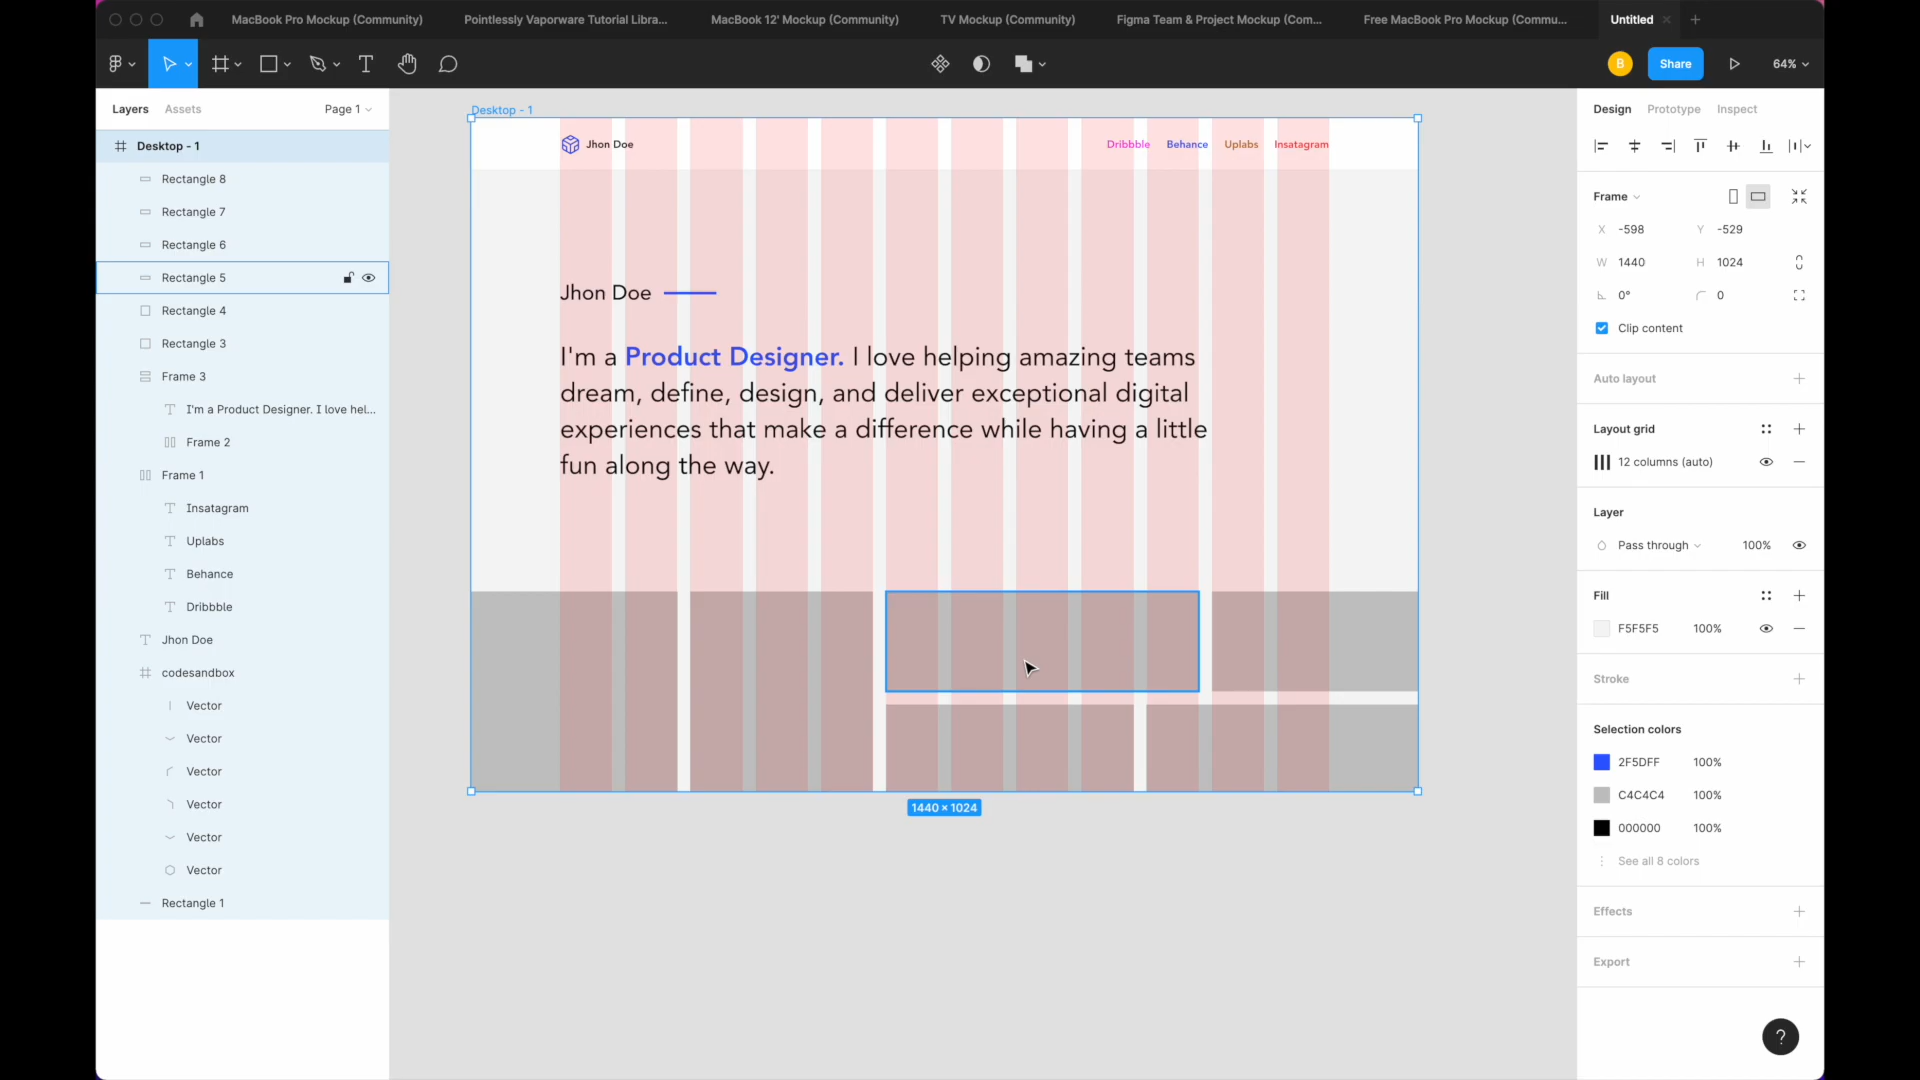 MacBook Pro Mockup (Community)
Pointlessly Vaporware Tutorial Libra...
MacBook 12' Mockup (Community)
TV Mockup (Community)
Figma Team & Project Mockup (Com...
Free MacBook Pro Mockup (Commu...
Untitled
B
Share
64%
Layers
Assets
Page 1
Desktop - 1
Rectangle 8
Rectangle 7
Rectangle 6
Rectangle 5
Rectangle 4
Rectangle 3
Frame 3
I'm a Product Designer. I love hel...
Frame 2
Frame 1
Insatagram
Uplabs
Behance
Dribbble
Jhon Doe
codesandbox
Vector
Vector
Vector
Vector
Vector
Vector
Rectangle 1
Desktop - 1
Jhon Doe
Dribbble
Behance
Uplabs
Insatagram
Jhon Doe
I'm a Product Designer. I love helping amazing teams
dream, define, design, and deliver exceptional digital
experiences that make a difference while having a little
fun along the way.
1440 × 1024
Design
Prototype
Inspect
Frame
X -598
Y -529
W 1440
H 1024
0°
0
Clip content
Auto layout
Layout grid
12 columns (auto)
Layer
Pass through
100%
Fill
F5F5F5
100%
Stroke
Selection colors
2F5DFF
100%
C4C4C4
100%
000000
100%
See all 8 colors
Effects
Export
?